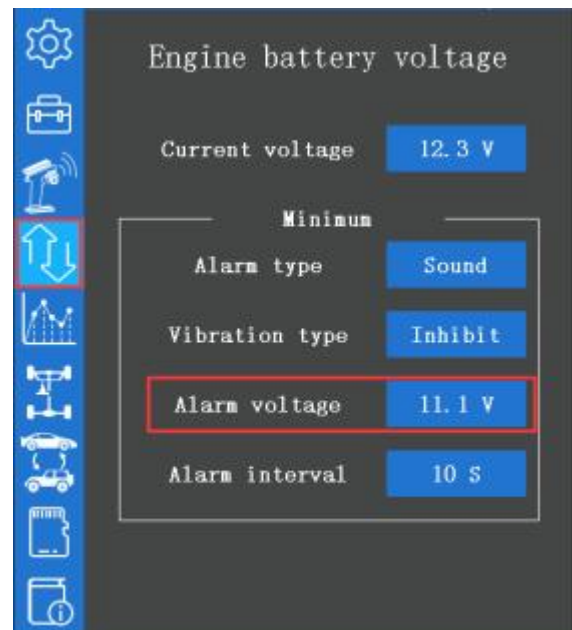 Engine battery voltage
Current voltage 12.3 V
Minimum
Alarm type Sound
Vibration type Inhibit
Alarm voltage 11.1 V
Alarm interval 10 S